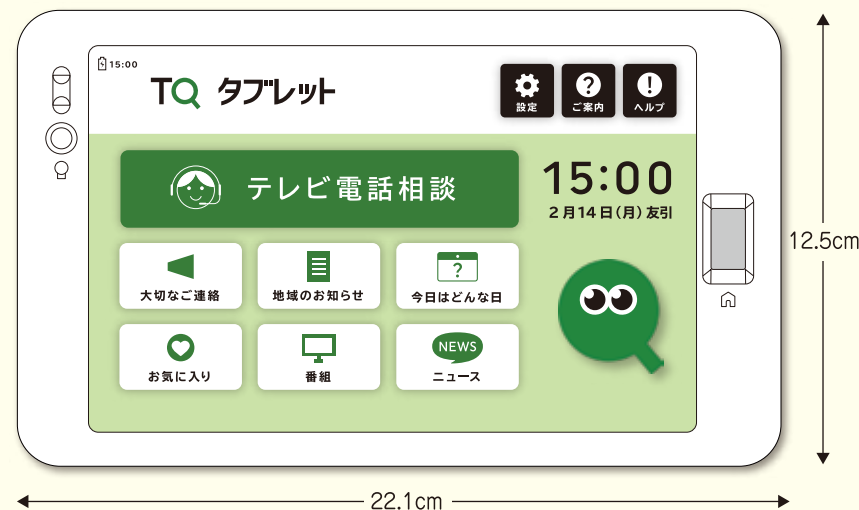 15:00
TQ タブレット
設定
ご案内
ヘルプ
テレビ電話相談
15:00
2月14日(月)友引
大切なご連絡
地域のお知らせ
?
今日はどんな日
お気に入り
番組
NEWS
ニュース
12.5cm
22.1cm